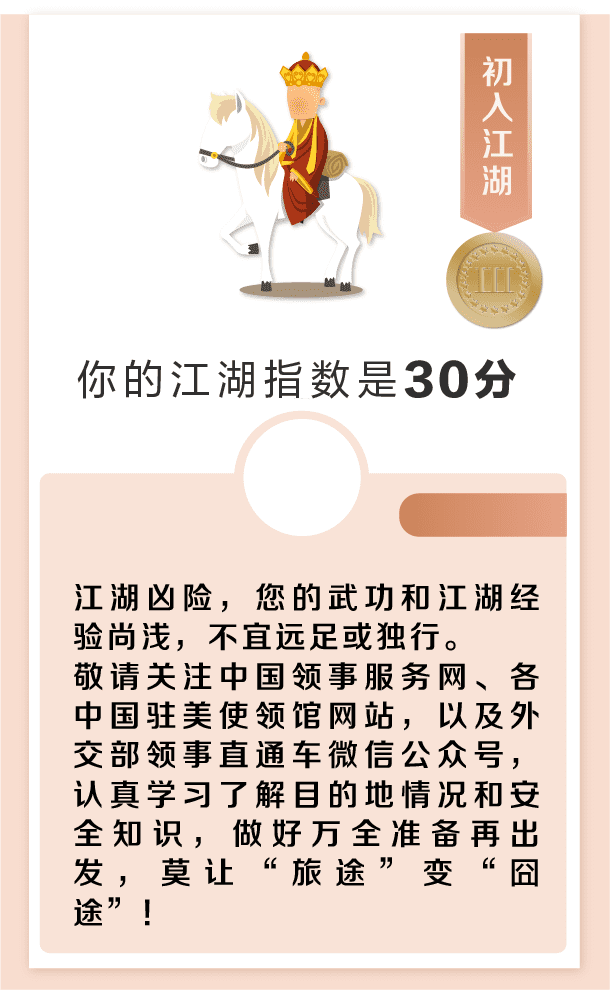 初入江湖
III
你的江湖指数是30分
江湖凶险，您的武功和江湖经
验尚浅，不宜远足或独行。
敬请关注中国领事服务网、各
中国驻美使领馆网站，以及外
交部领事直通车微信公众号，
认真学习了解目的地情况和安
全知识，做好万全准备再出
发，莫让“旅途”变“囧
途”！